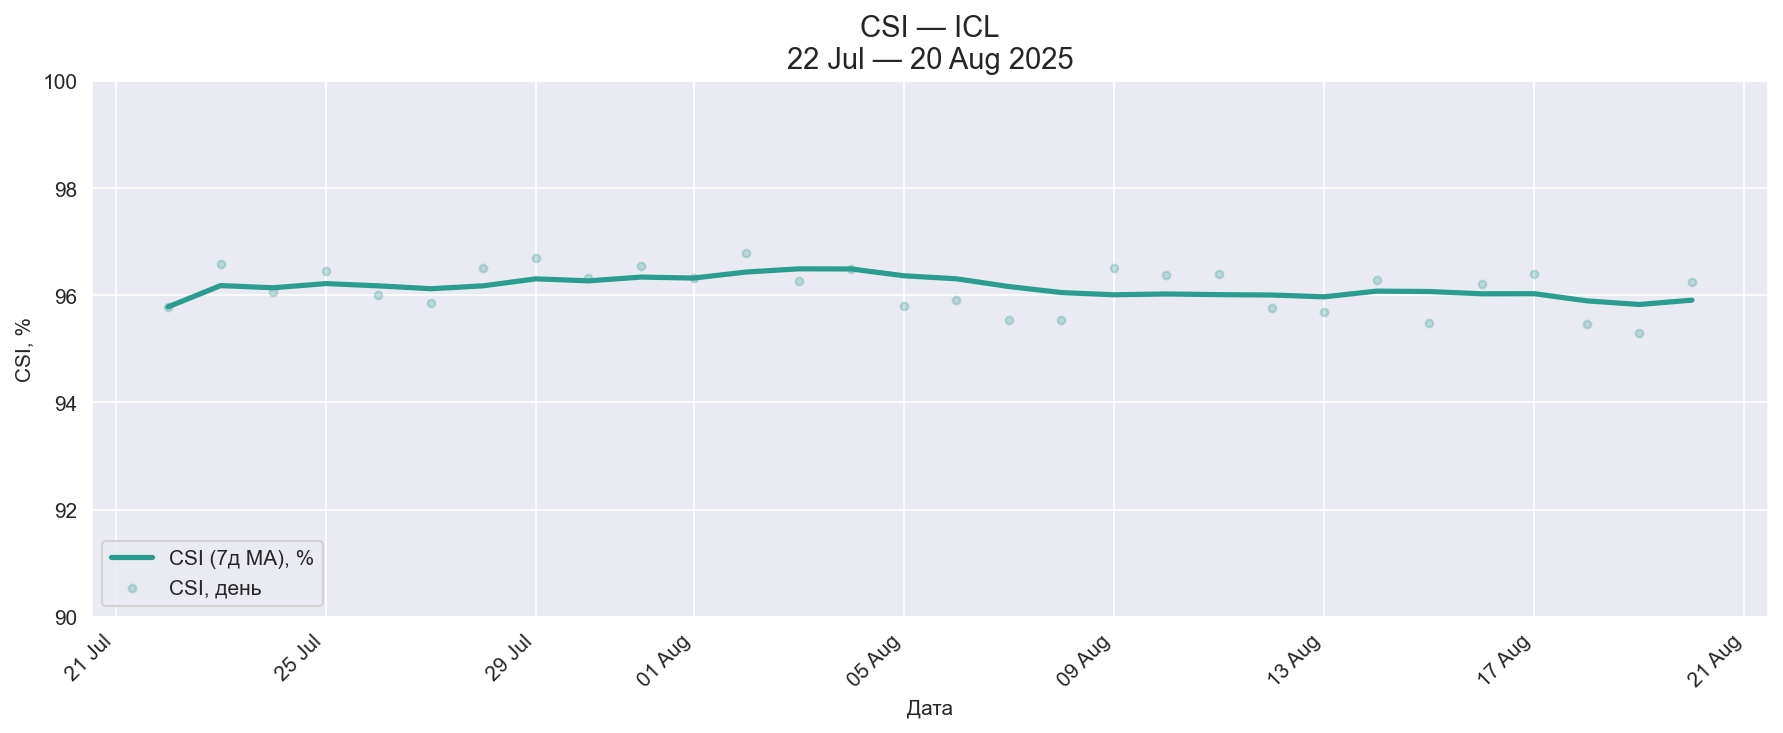 CSI — ICL
22 Jul — 20 Aug 2025
100
98
96
94
92
90
CSI, %
CSI (7д MA), %
CSI, день
21 Jul
25 Jul
29 Jul
01 Aug
05 Aug
09 Aug
13 Aug
17 Aug
21 Aug
Дата